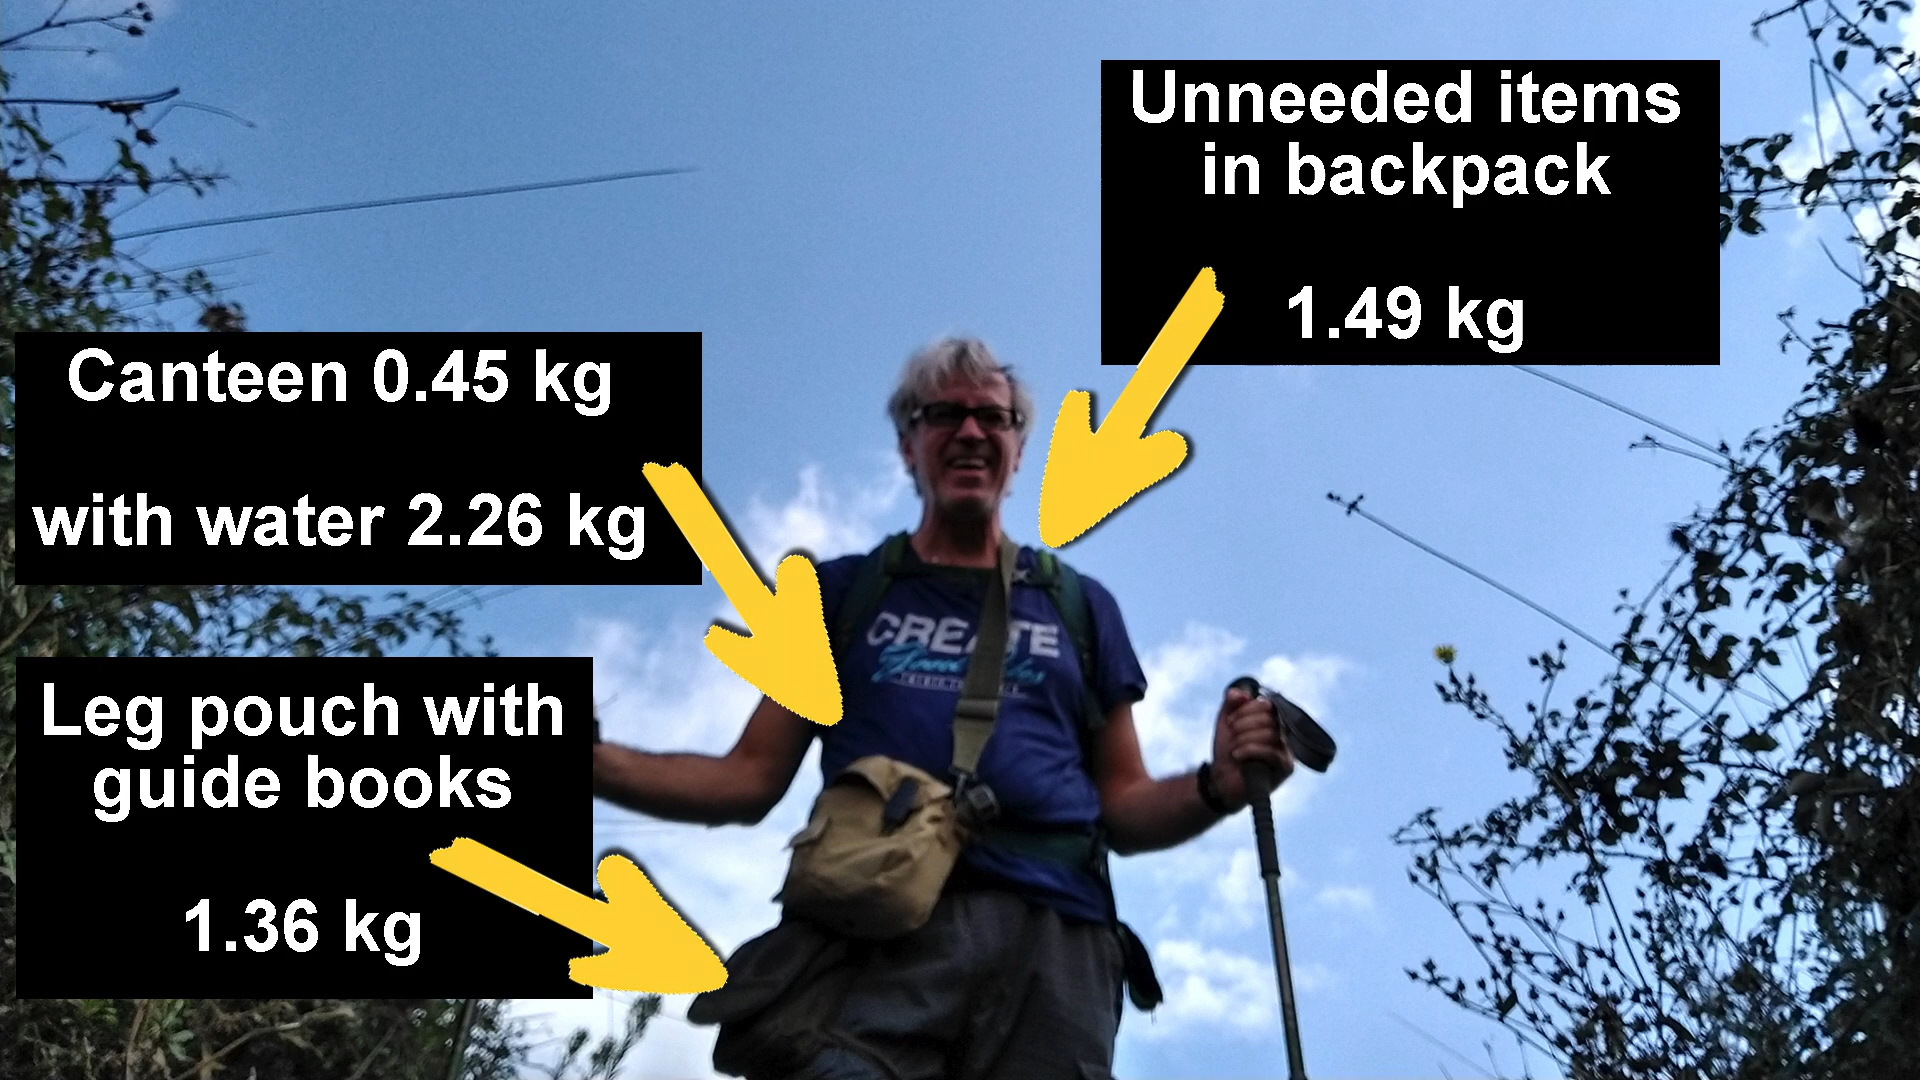 Unneeded items
in backpack
1.49 kg
Canteen 0.45 kg
with water 2.26 kg
Leg pouch with
guide books
1.36 kg
CREATE